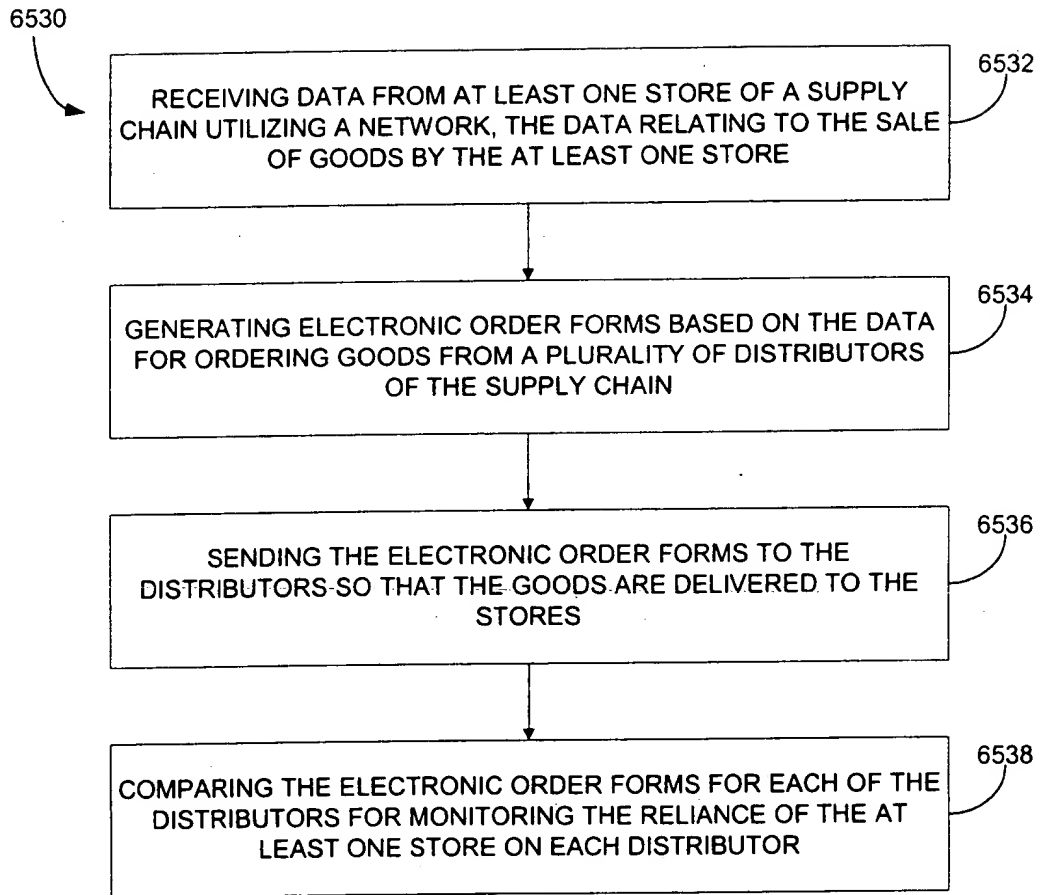 6530
6532
RECEIVING DATA FROM AT LEAST ONE STORE OF A SUPPLY
CHAIN UTILIZING A NETWORK, THE DATA RELATING TO THE SALE
OF GOODS BY THE AT LEAST ONE STORE
6534
GENERATING ELECTRONIC ORDER FORMS BASED ON THE DATA
FOR ORDERING GOODS FROM A PLURALITY OF DISTRIBUTORS
OF THE SUPPLY CHAIN
6536
SENDING THE ELECTRONIC ORDER FORMS TO THE
DISTRIBUTORS SO THAT THE GOODS ARE DELIVERED TO THE
STORES
6538
COMPARING THE ELECTRONIC ORDER FORMS FOR EACH OF THE
DISTRIBUTORS FOR MONITORING THE RELIANCE OF THE AT
LEAST ONE STORE ON EACH DISTRIBUTOR